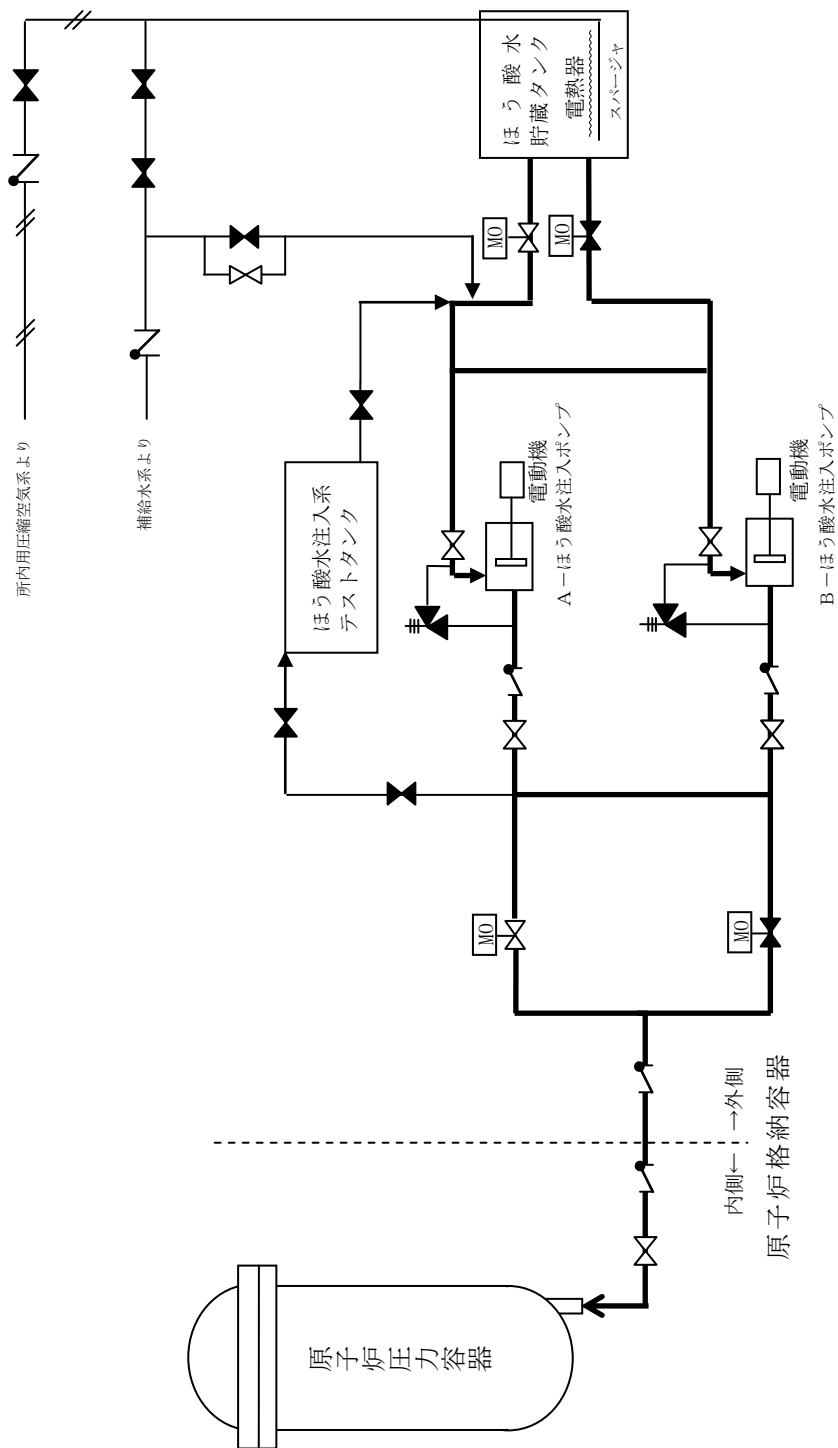 原子炉圧力容器
内側← →外側
原子炉格納容器
MO
MO
ほう酸水注入系
テストタンク
電動機
A－ほう酸水注入ポンプ
電動機
B－ほう酸水注入ポンプ
所内用圧縮空気系より
補給水系より
MO
MO
ほう酸水
貯蔵タンク
電熱器
スパージャ